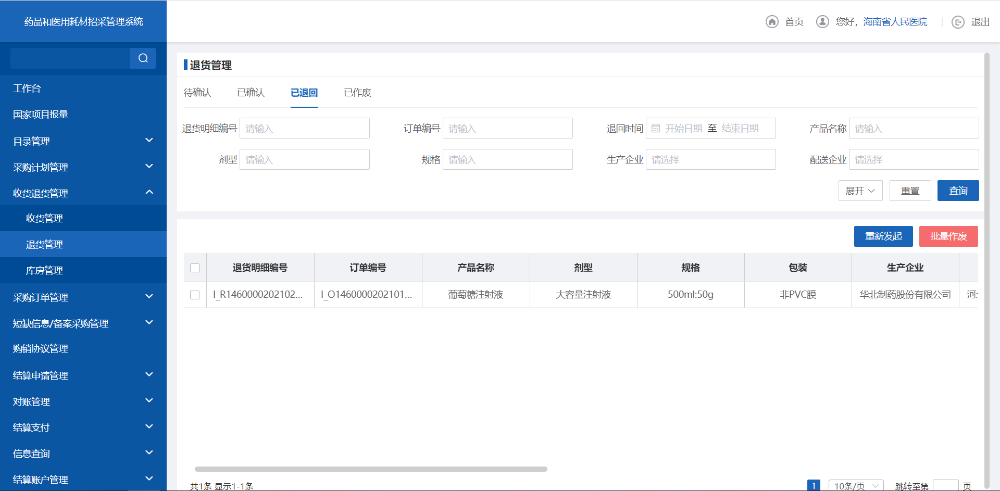 药品和医用耗材招采管理系统
首页
您好，海南省人民医院
退出
工作台
国家项目报量
目录管理
采购计划管理
收货退货管理
收货管理
退货管理
库房管理
采购订单管理
短缺信息/备案采购管理
购销协议管理
结算申请管理
对账管理
结算支付
信息查询
结算账户管理
退货管理
待确认 已确认 已退回 已作废
退货明细编号 请输入 订单编号 请输入 退回时间 开始日期 至 结束日期 产品名称 请输入
剂型 请输入 规格 请输入 生产企业 请选择 配送企业 请选择
展开 重置 查询
重新发起 批量作废
退货明细编号 订单编号 产品名称 剂型 规格 包装 生产企业
I_R1460000202102... I_O1460000202101... 葡萄糖注射液 大容量注射液 500ml:50g 非PVC膜 华北制药股份有限公司 河
共1条 显示1-1条 1 10条/页 跳转至第 页